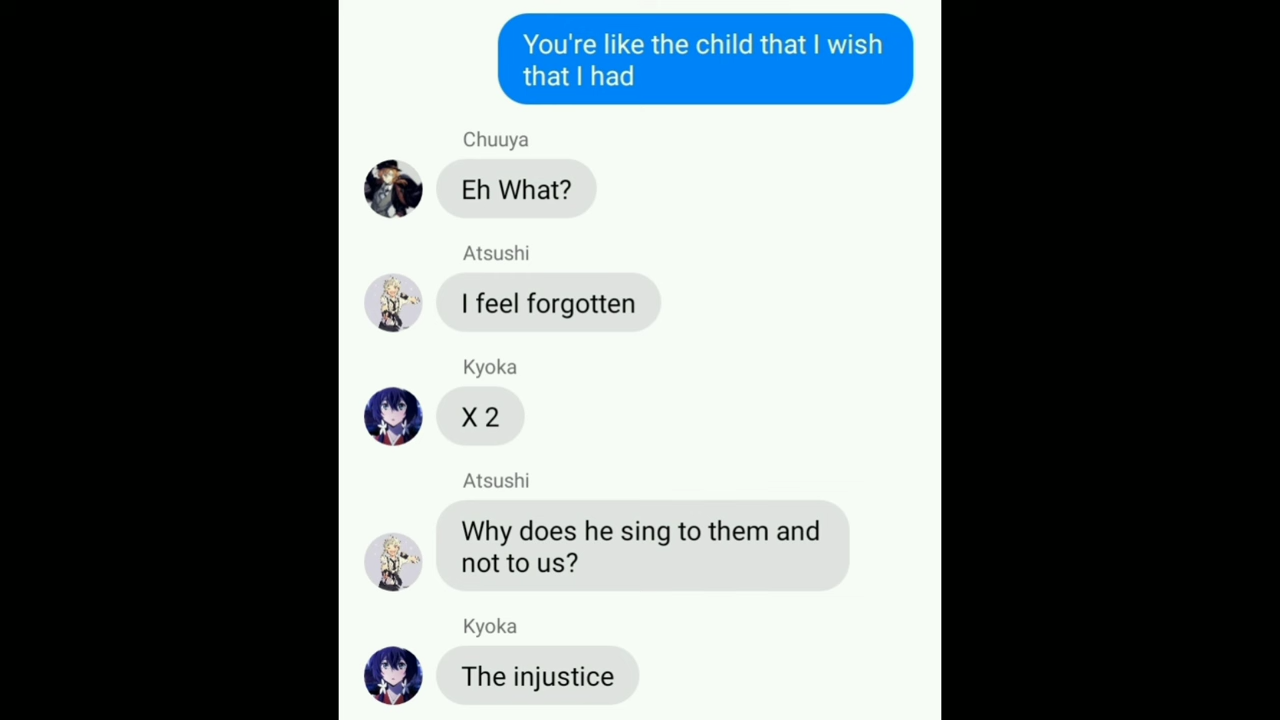 You're like the child that I wish
that I had
Chuuya
Eh What?
Atsushi
I feel forgotten
Kyoka
X 2
Atsushi
Why does he sing to them and
not to us?
Kyoka
The injustice